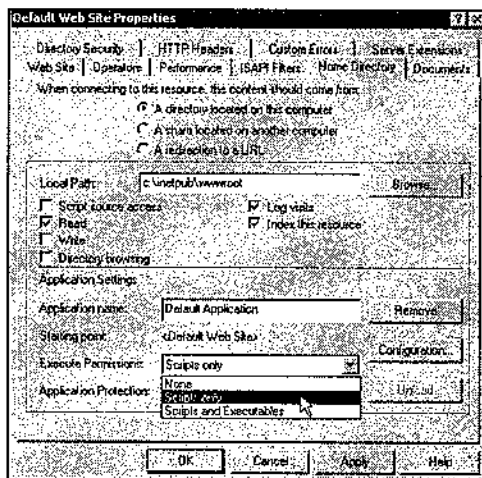 Default Web Site Properties
Directory Security HTTP Headers Custom Errors Server Extensions
Web Site Operators Performance ISAPI Filters Home Directory Documents
When connecting to this resource, the content should come from:
A directory located on this computer
A share located on another computer
A redirection to a URL
Local Path: c:\inetpub\wwwroot Browse...
Script source access Log visits
Read Index this resource
Write
Directory browsing
Application Settings
Application name: Default Application Remove
Starting point: <Default Web Site>
Execute Permissions: Scripts only Configuration...
None
Application Protection: Scripts only
Scripts and Executables
OK Cancel Apply Help